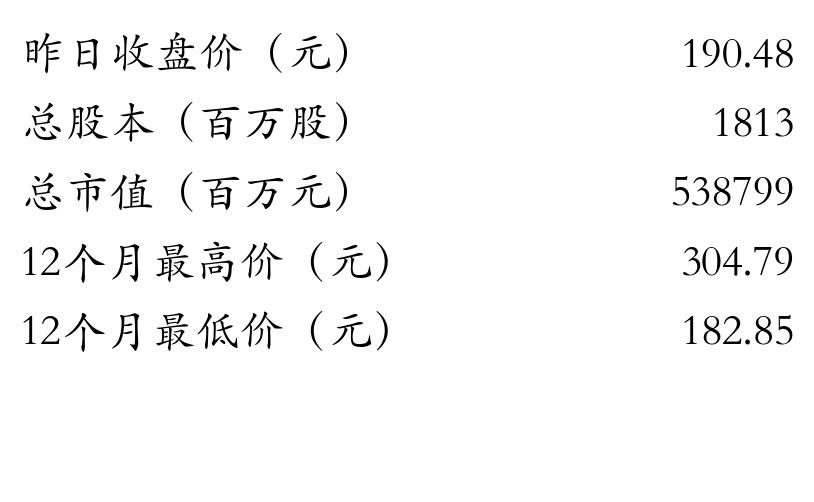 昨日收盘价（元） 190.48
总股本（百万股） 1813
总市值（百万元） 538799
12个月最高价（元） 304.79
12个月最低价（元） 182.85